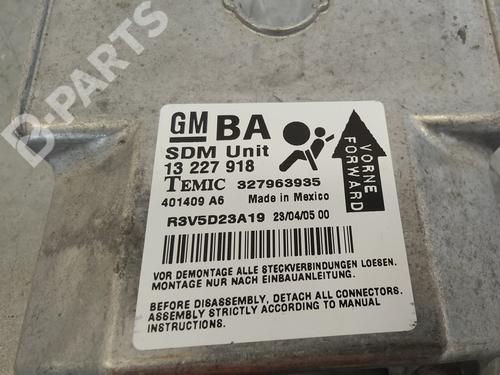 B-PARTS
GM BA
SDM Unit
13 227 918
TEMIC 327963935
401409 A6 Made in Mexico
R3V5D23A19 23/04/05 00
VORNE
FORWARD
VOR DEMONTAGE ALLE STECKVERBINDUNGEN LOESEN.
MONTAGE NUR NACH EINBAUANLEITUNG.
BEFORE DISASSEMBLY, DETACH ALL CONNECTORS.
ASSEMBLY STRICTLY ACCORDING TO MANUAL
INSTRUCTIONS.